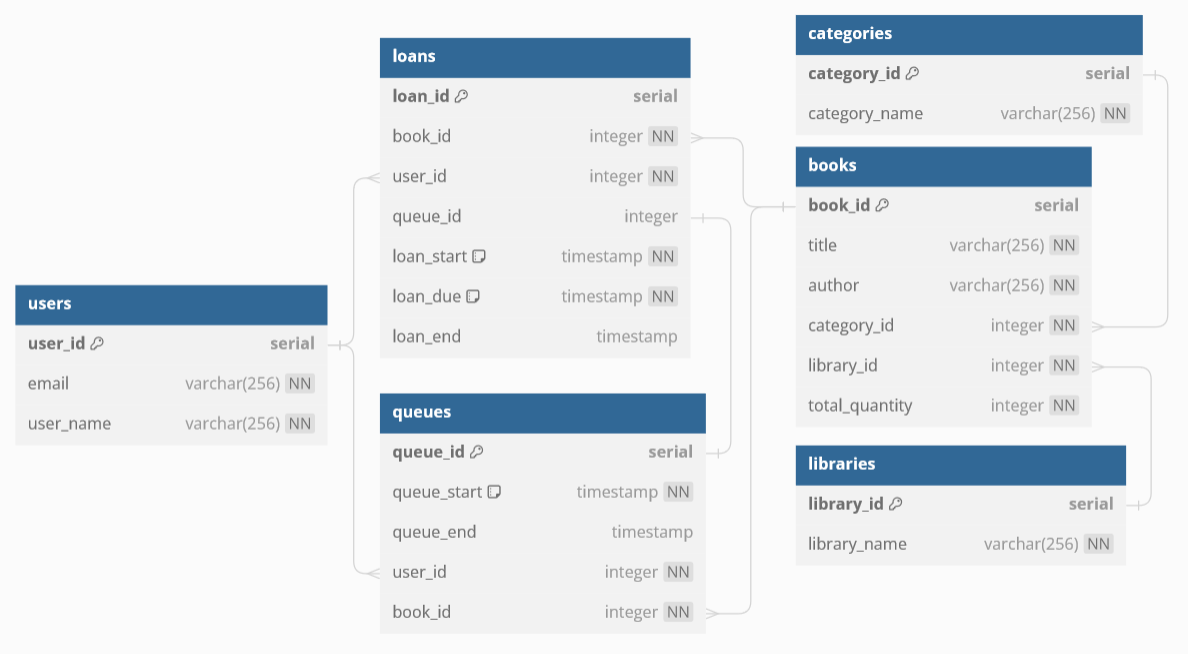 loans
loan_id serial
book_id integer NN
user_id integer NN
queue_id integer
loan_start timestamp NN
loan_due timestamp NN
loan_end timestamp
categories
category_id serial
category_name varchar(256) NN
books
book_id serial
title varchar(256) NN
author varchar(256) NN
category_id integer NN
library_id integer NN
total_quantity integer NN
users
user_id serial
email varchar(256) NN
user_name varchar(256) NN
queues
queue_id serial
queue_start timestamp NN
queue_end timestamp
user_id integer NN
book_id integer NN
libraries
library_id serial
library_name varchar(256) NN